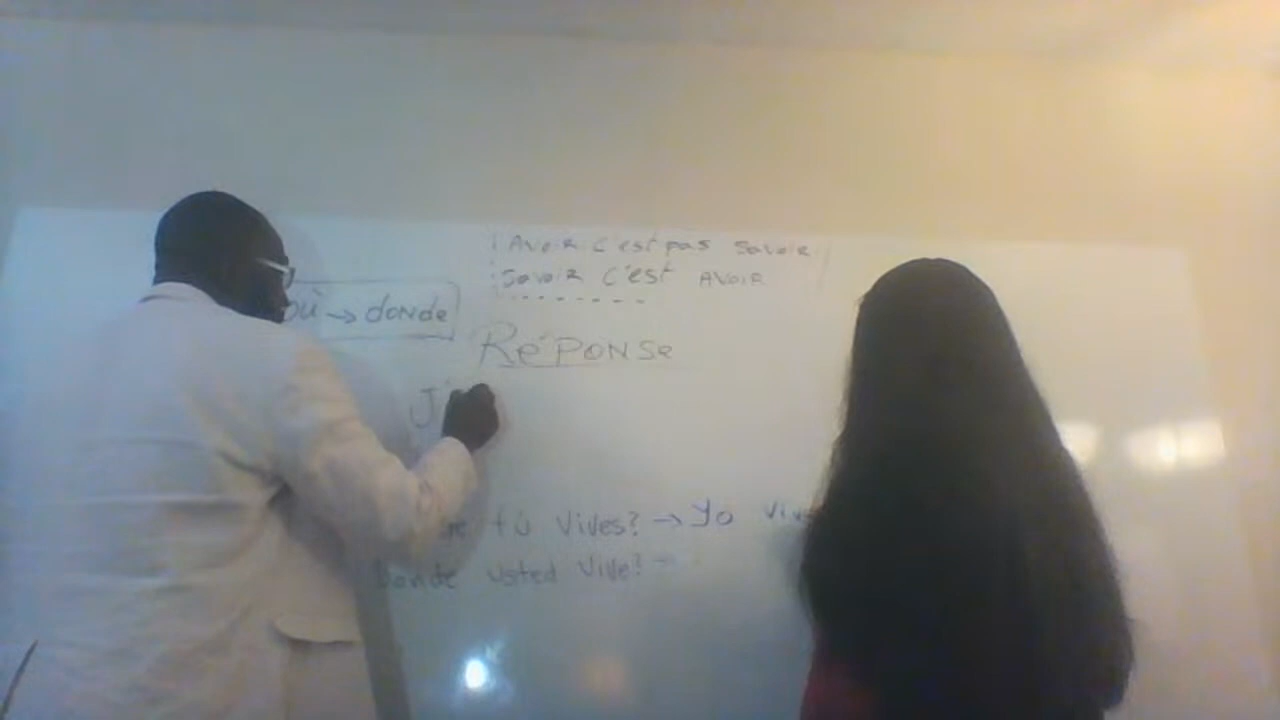 Avoir c'est pas savoir
Savoir c'est avoir
où → donde
Réponse
J'
tú vives? → yo
Donde usted vive?